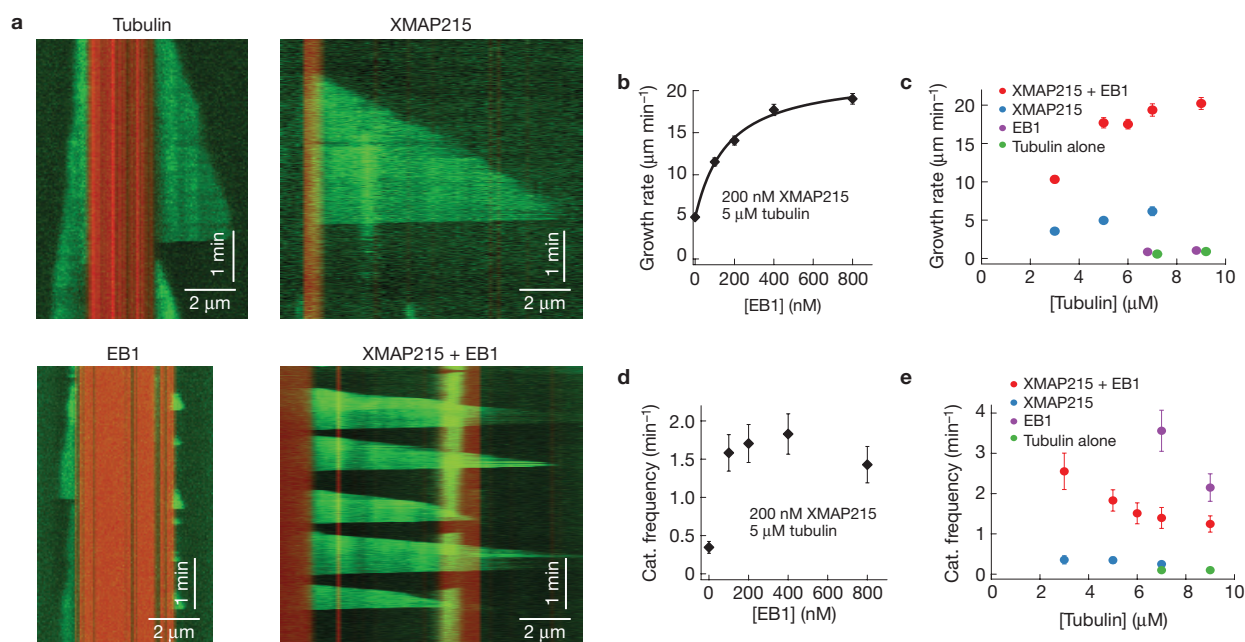 a
Tubulin
1 min
2 μm
XMAP215
1 min
2 μm
EB1
1 min
2 μm
XMAP215 + EB1
1 min
2 μm
b
Growth rate (μm min⁻¹)
20
15
10
5
0
200 nM XMAP215
5 μM tubulin
0 200 400 600 800
[EB1] (nM)
c
XMAP215 + EB1
XMAP215
EB1
Tubulin alone
Growth rate (μm min⁻¹)
20
15
10
5
0
0 2 4 6 8 10
[Tubulin] (μM)
d
Cat. frequency (min⁻¹)
2.0
1.5
1.0
0.5
0
200 nM XMAP215
5 μM tubulin
0 200 400 600 800
[EB1] (nM)
e
XMAP215 + EB1
XMAP215
EB1
Tubulin alone
Cat. frequency (min⁻¹)
4
3
2
1
0
0 2 4 6 8 10
[Tubulin] (μM)